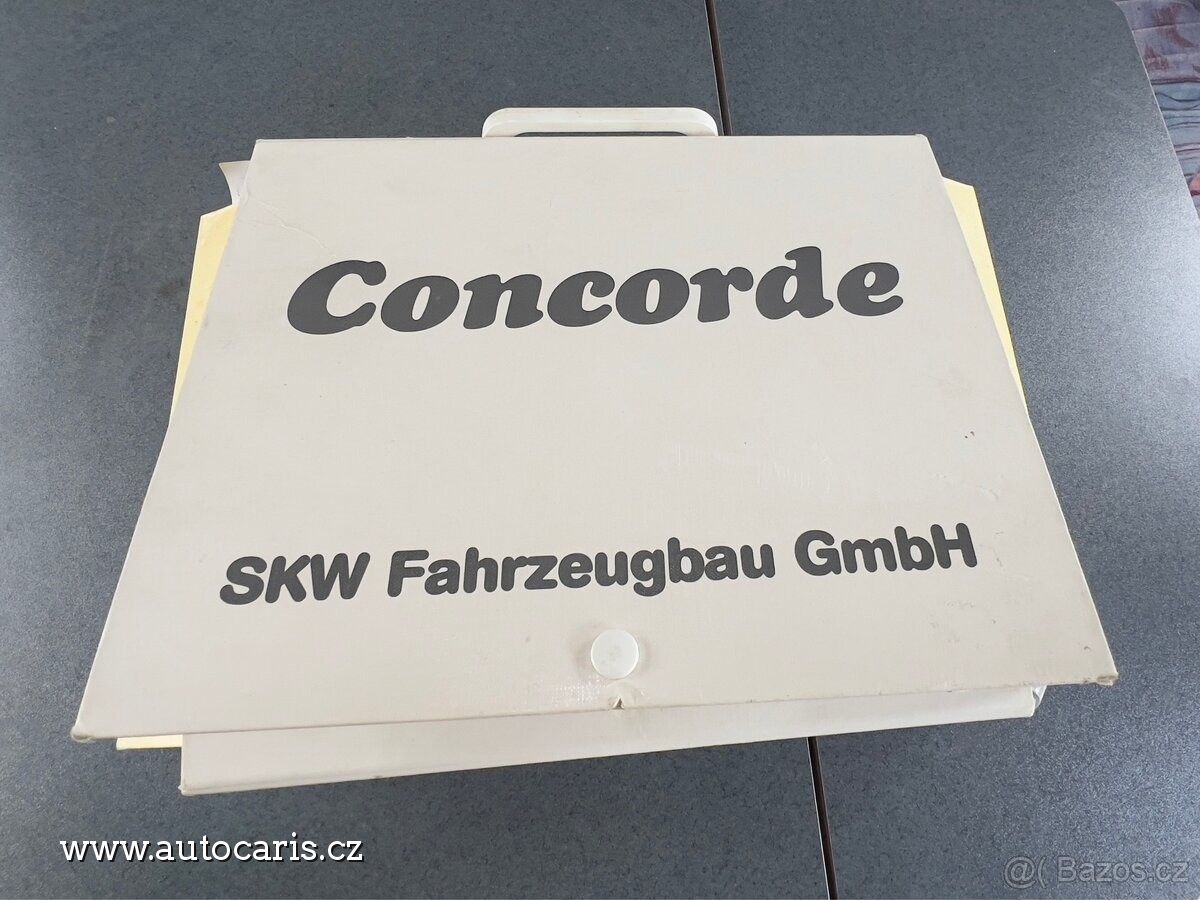 Concorde
SKW Fahrzeugbau GmbH
www.autocaris.cz
@( Bazos.cz